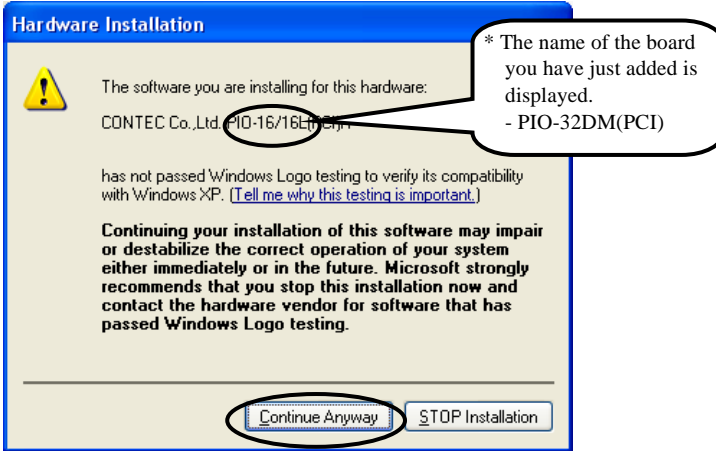 Hardware Installation
* The name of the board
you have just added is
displayed.
- PIO-32DM(PCI)
The software you are installing for this hardware:
CONTEC Co.,Ltd. PIO-16/16L(PCI)H
has not passed Windows Logo testing to verify its compatibility
with Windows XP. (Tell me why this testing is important.)
Continuing your installation of this software may impair
or destabilize the correct operation of your system
either immediately or in the future. Microsoft strongly
recommends that you stop this installation now and
contact the hardware vendor for software that has
passed Windows Logo testing.
Continue Anyway
STOP Installation